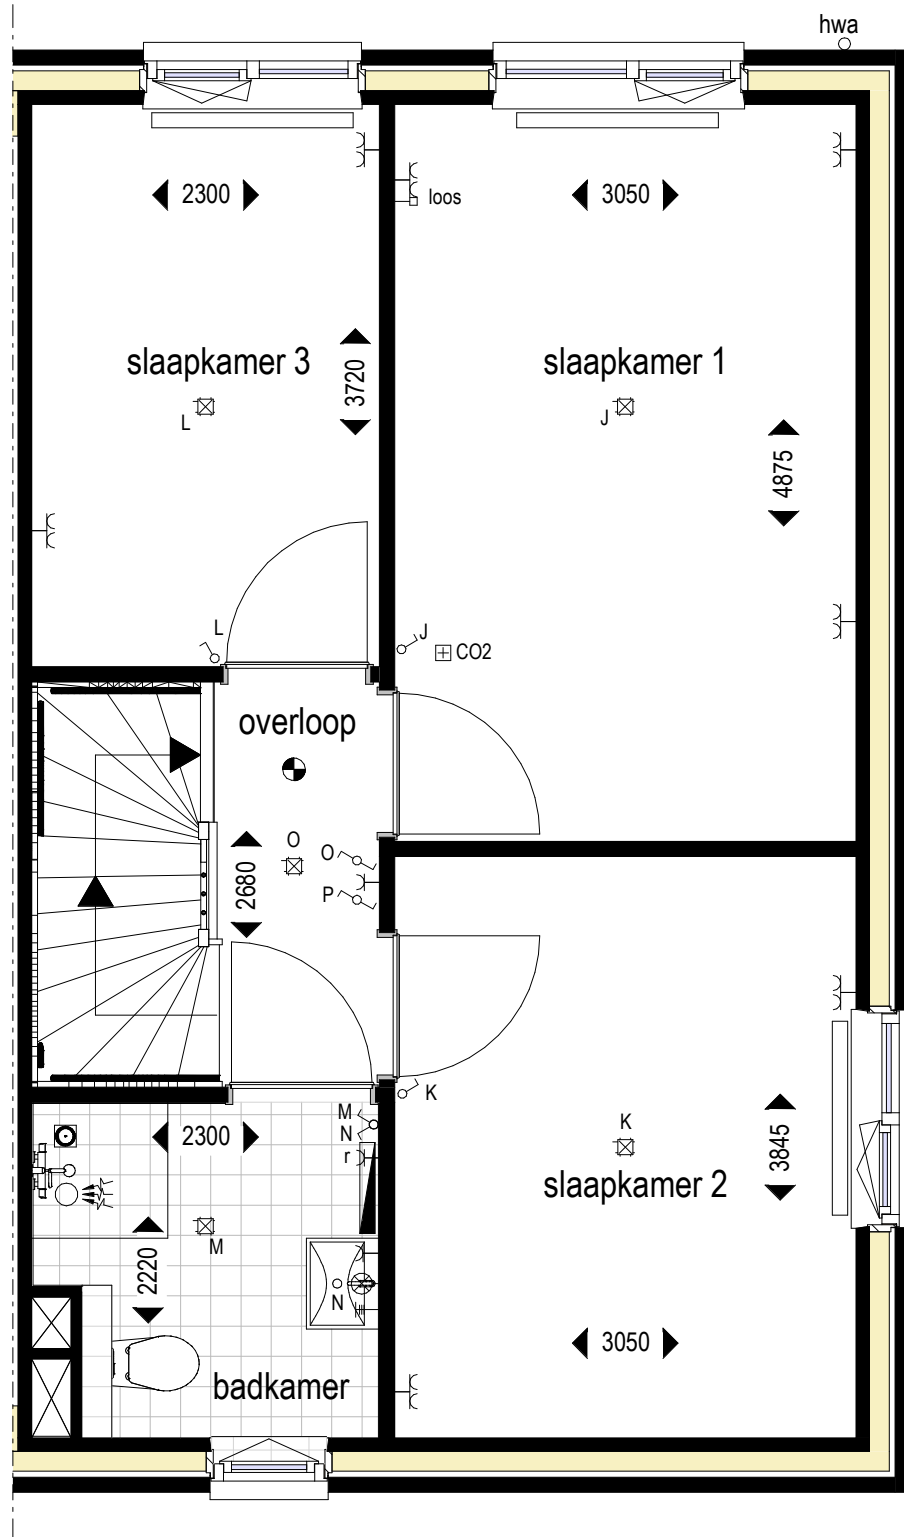 hwa
2300
3050
loos
slaapkamer 3
slaapkamer 1
3720
L
J
4875
L
J
CO2
overloop
O
O
2680
P
K
M
N
2300
r
K
3845
slaapkamer 2
M
2220
N
3050
badkamer